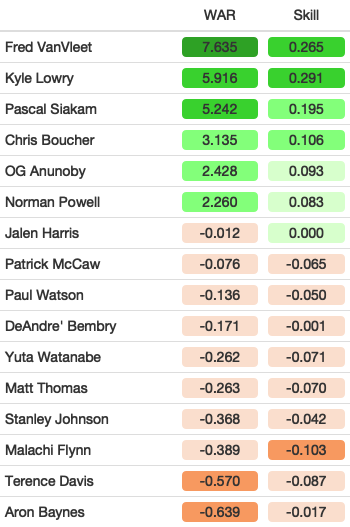 WAR Skill
Fred VanVleet 7.635 0.265
Kyle Lowry 5.916 0.291
Pascal Siakam 5.242 0.195
Chris Boucher 3.135 0.106
OG Anunoby 2.428 0.093
Norman Powell 2.260 0.083
Jalen Harris -0.012 0.000
Patrick McCaw -0.076 -0.065
Paul Watson -0.136 -0.050
DeAndre' Bembry -0.171 -0.001
Yuta Watanabe -0.262 -0.071
Matt Thomas -0.263 -0.070
Stanley Johnson -0.368 -0.042
Malachi Flynn -0.389 -0.103
Terence Davis -0.570 -0.087
Aron Baynes -0.639 -0.017